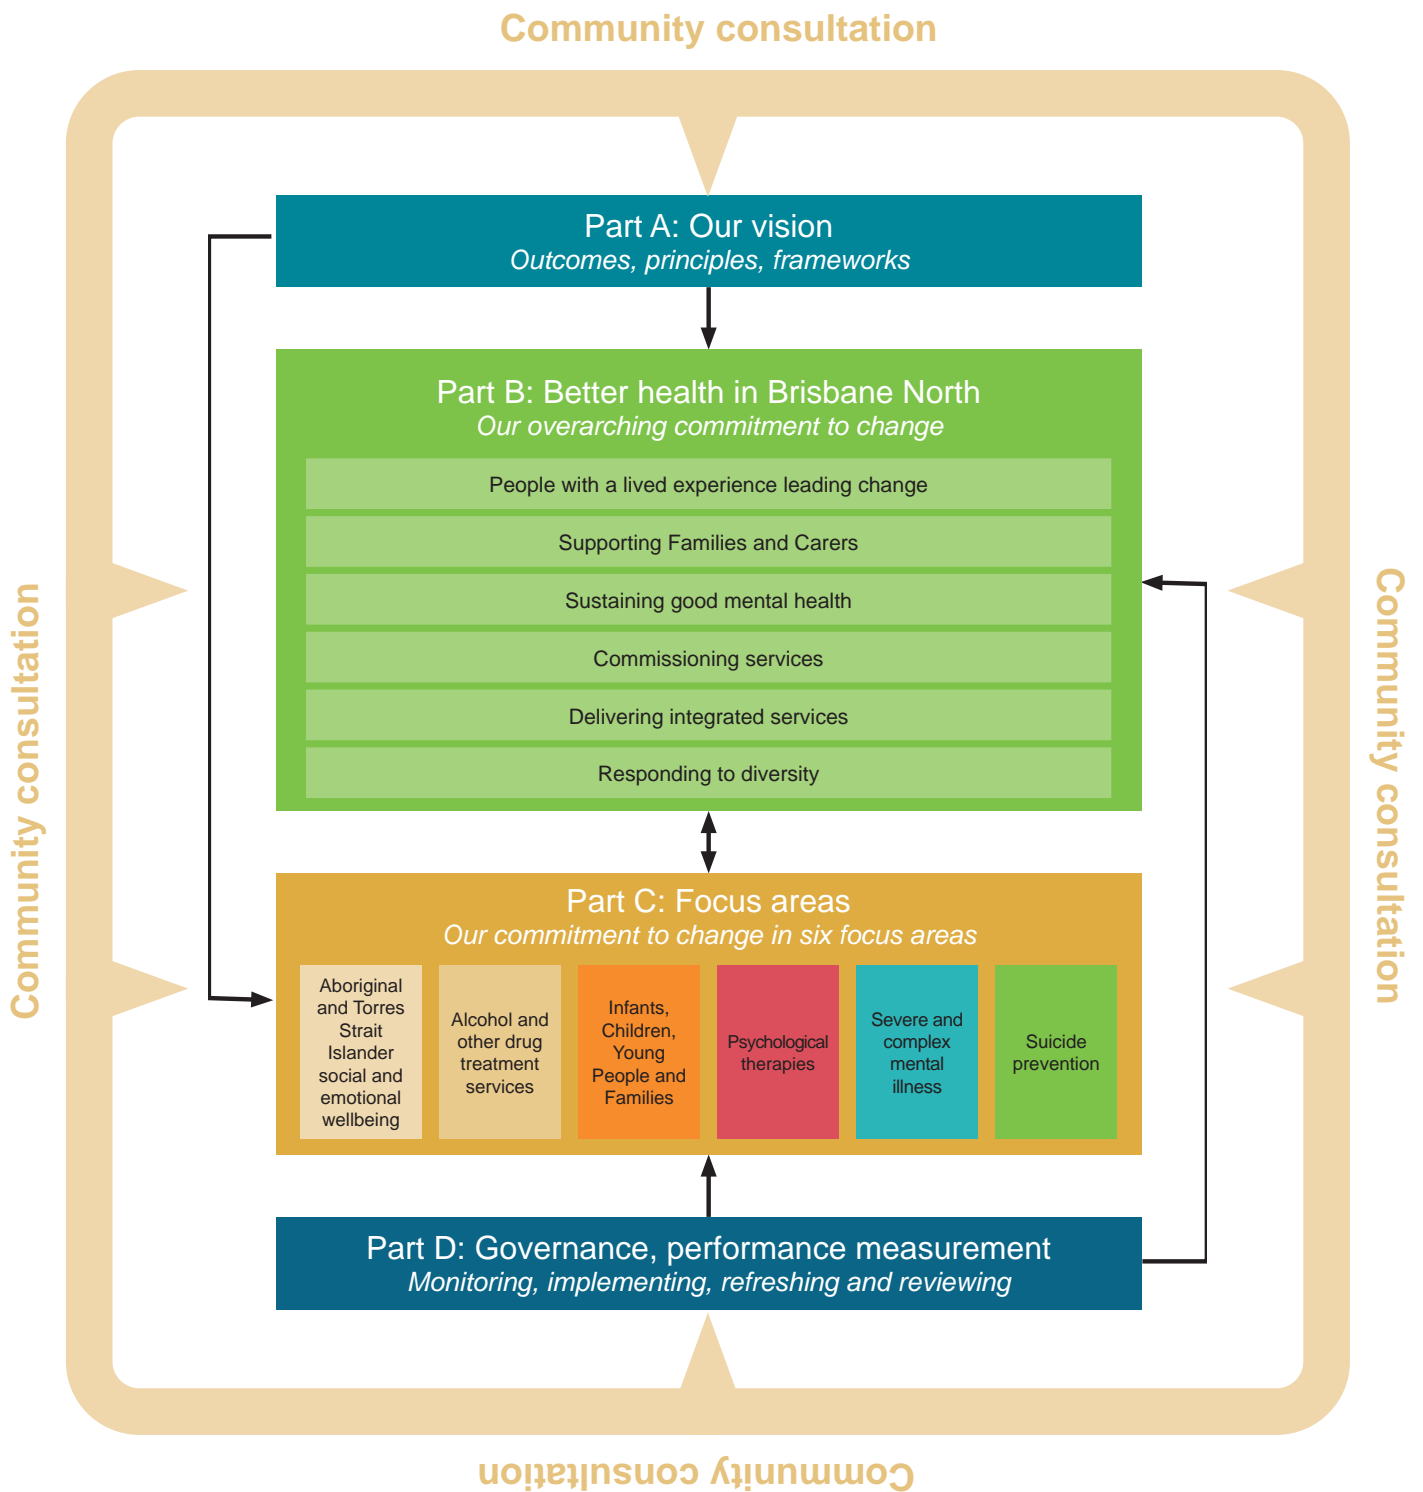 Community consultation
Part A: Our vision
Outcomes, principles, frameworks
Part B: Better health in Brisbane North
Our overarching commitment to change
People with a lived experience leading change
Supporting Families and Carers
Sustaining good mental health
Commissioning services
Delivering integrated services
Responding to diversity
Community consultation
Community consultation
Part C: Focus areas
Our commitment to change in six focus areas
Aboriginal
and Torres
Strait
Islander
social and
emotional
wellbeing
Alcohol and
other drug
treatment
services
Infants,
Children,
Young
People and
Families
Psychological
therapies
Severe and
complex
mental
illness
Suicide
prevention
Part D: Governance, performance measurement
Monitoring, implementing, refreshing and reviewing
Community consultation